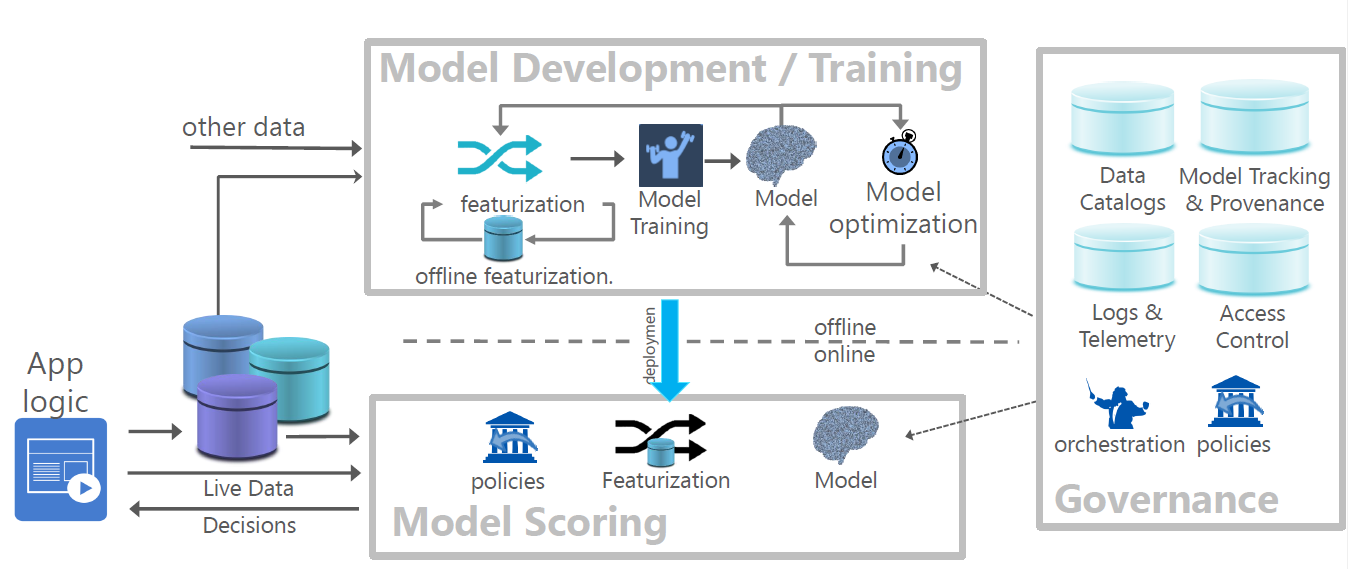 Model Development / Training
other data
featurization
Model
Training
Model
Model
optimization
offline featurization.
Data
Catalogs
Model Tracking
& Provenance
Logs &
Telemetry
Access
Control
orchestration
policies
Governance
deploymen
offline
online
App
logic
Live Data
Decisions
policies
Featurization
Model
Model Scoring